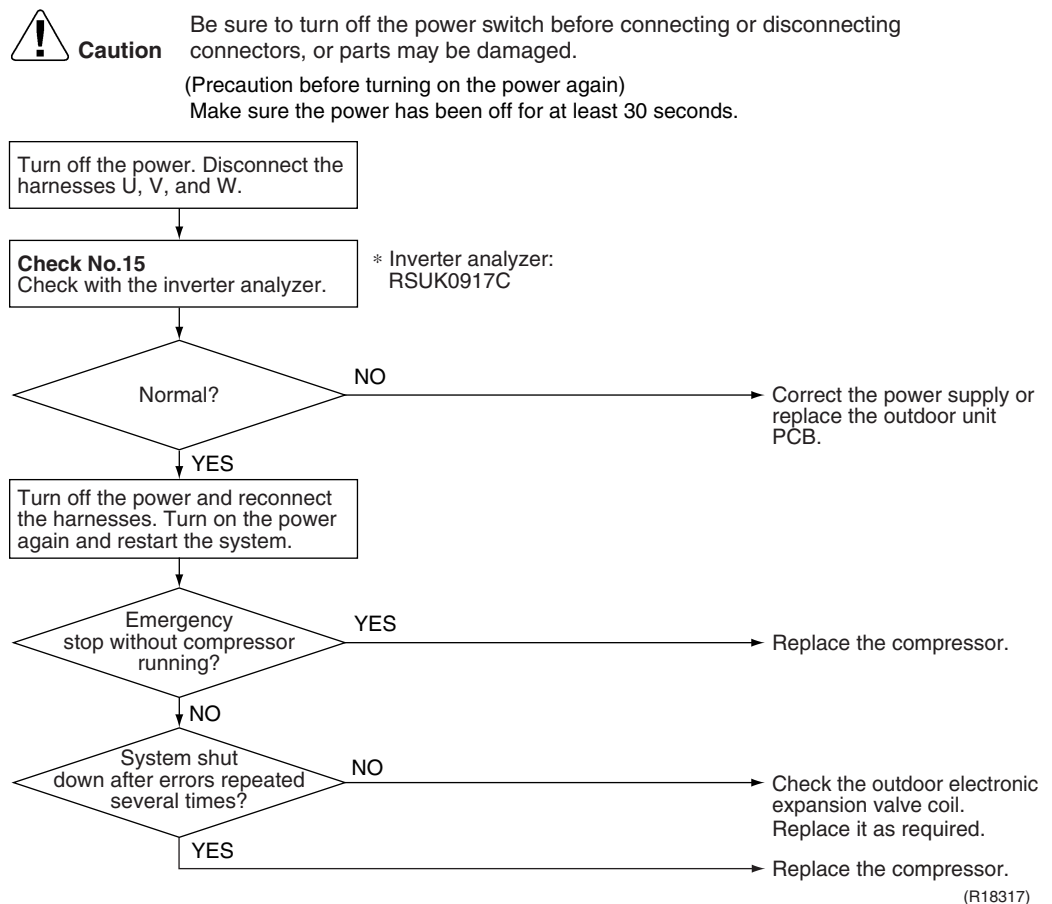 Caution
Be sure to turn off the power switch before connecting or disconnecting
connectors, or parts may be damaged.
(Precaution before turning on the power again)
Make sure the power has been off for at least 30 seconds.
Turn off the power. Disconnect the
harnesses U, V, and W.
Check No.15
Check with the inverter analyzer.
* Inverter analyzer:
RSUK0917C
Normal?
NO
Correct the power supply or
replace the outdoor unit
PCB.
YES
Turn off the power and reconnect
the harnesses. Turn on the power
again and restart the system.
Emergency
stop without compressor
running?
YES
Replace the compressor.
NO
System shut
down after errors repeated
several times?
NO
Check the outdoor electronic
expansion valve coil.
Replace it as required.
YES
Replace the compressor.
(R18317)